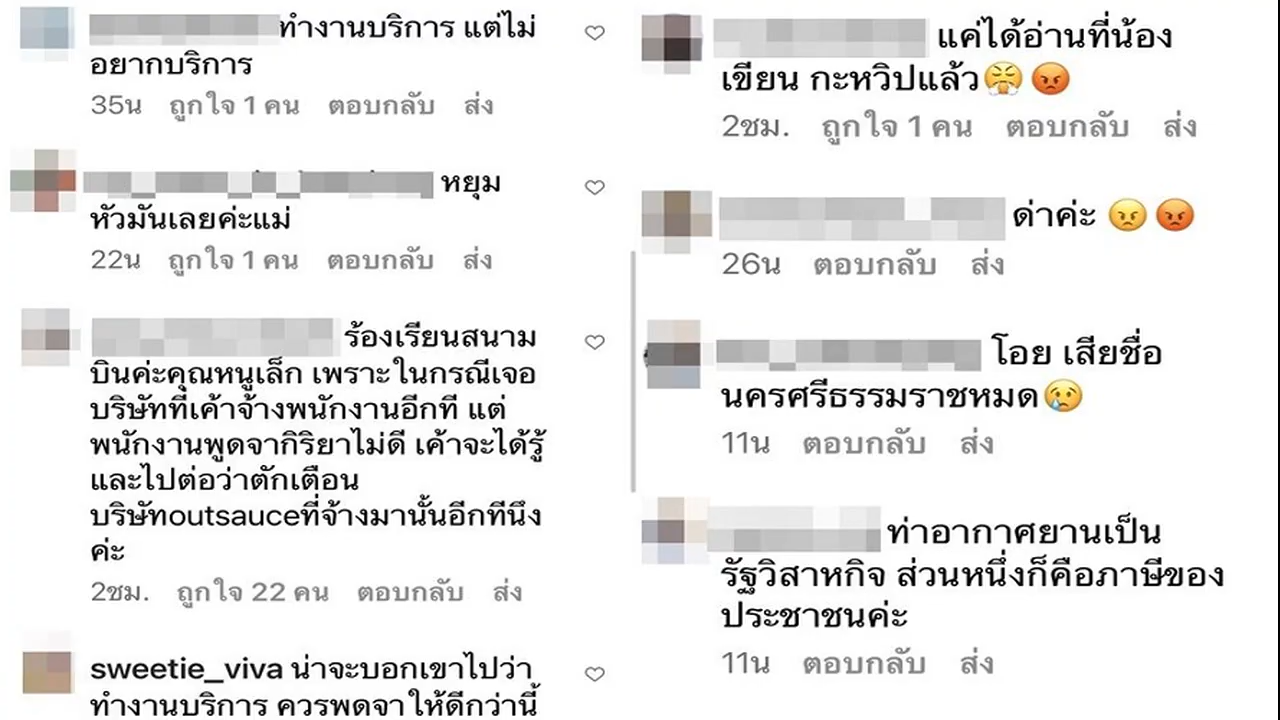 ทำงานบริการ แต่ไม่
อยากบริการ
35น ถูกใจ 1 คน ตอบกลับ ส่ง
หยุม
หัวมันเลยค่ะแม่
22น ถูกใจ 1 คน ตอบกลับ ส่ง
ร้องเรียนสนาม
บินค่ะคุณหนูเล็ก เพราะในกรณีเจอ
บริษัทที่เค้าจ้างพนักงานอีกที แต่
พนักงานพูดจากิริยาไม่ดี เค้าจะได้รู้
และไปต่อว่าตักเตือน
บริษัทoutsauceที่จ้างมานั้นอีกทีนึง
ค่ะ
2ชม. ถูกใจ 22 คน ตอบกลับ ส่ง
sweetie_viva น่าจะบอกเขาไปว่า
ทำงานบริการ ควรพูดจาให้ดีกว่านี้
แค่ได้อ่านที่น้อง
เขียน กะหวิปแล้ว😤😡
2ชม. ถูกใจ 1 คน ตอบกลับ ส่ง
ด่าค่ะ 😠😡
26น ตอบกลับ ส่ง
โอย เสียชื่อ
นครศรีธรรมราชหมด😢
11น ตอบกลับ ส่ง
ท่าอากาศยานเป็น
รัฐวิสาหกิจ ส่วนหนึ่งก็คือภาษีของ
ประชาชนค่ะ
11น ตอบกลับ ส่ง